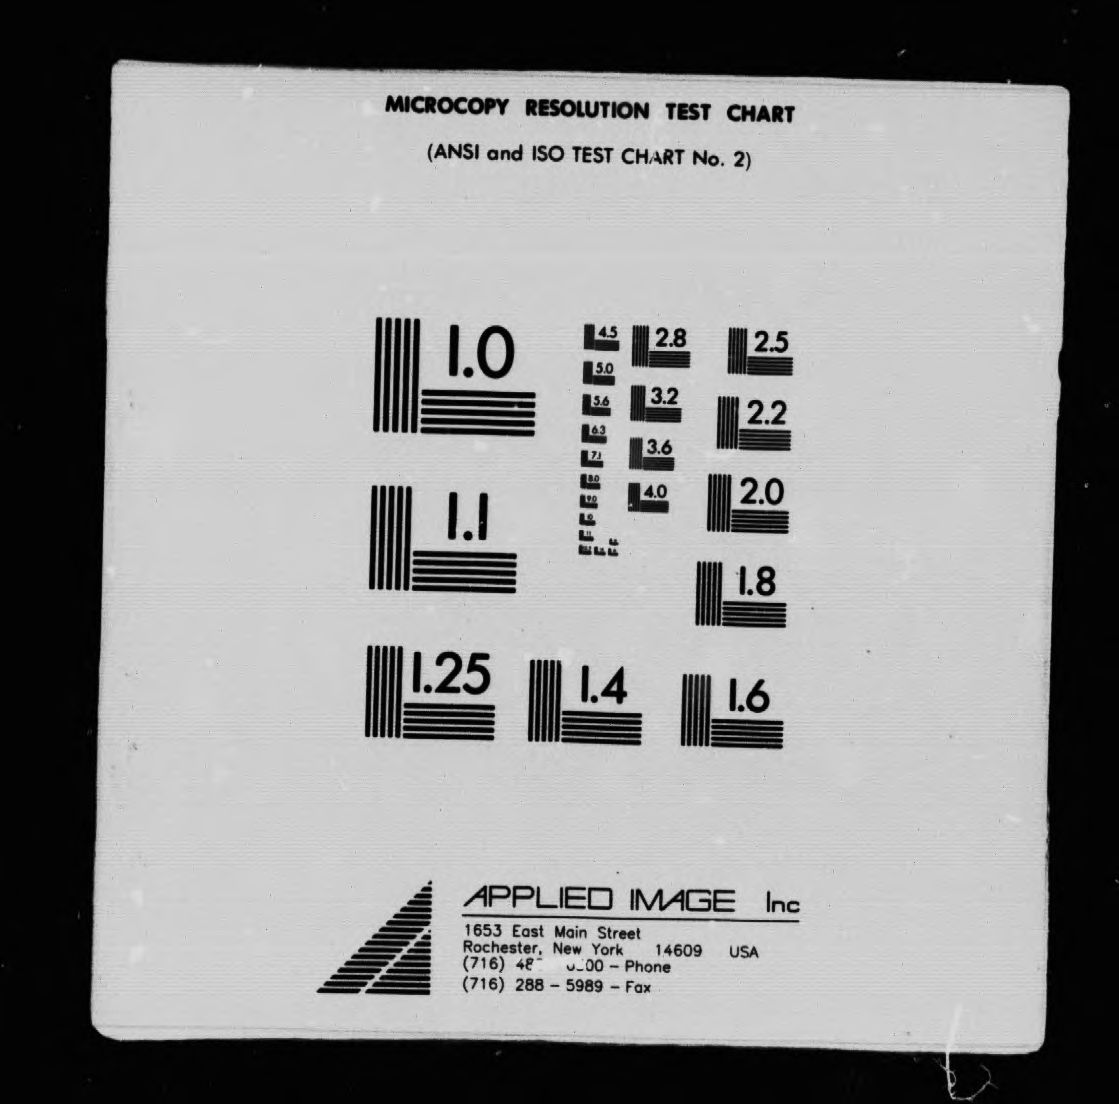 MICROCOPY RESOLUTION TEST CHART
(ANSI and ISO TEST CHART No. 2)
1.0
1.1
1.25
1.4
1.6
1.8
2.0
2.2
2.5
2.8
3.2
3.6
4.0
4.5
5.0
5.6
6.3
7.1
8.0
9.0
APPLIED IMAGE Inc
1653 East Main Street
Rochester, New York 14609 USA
(716) - Phone
(716) 288 - 5989 - Fax